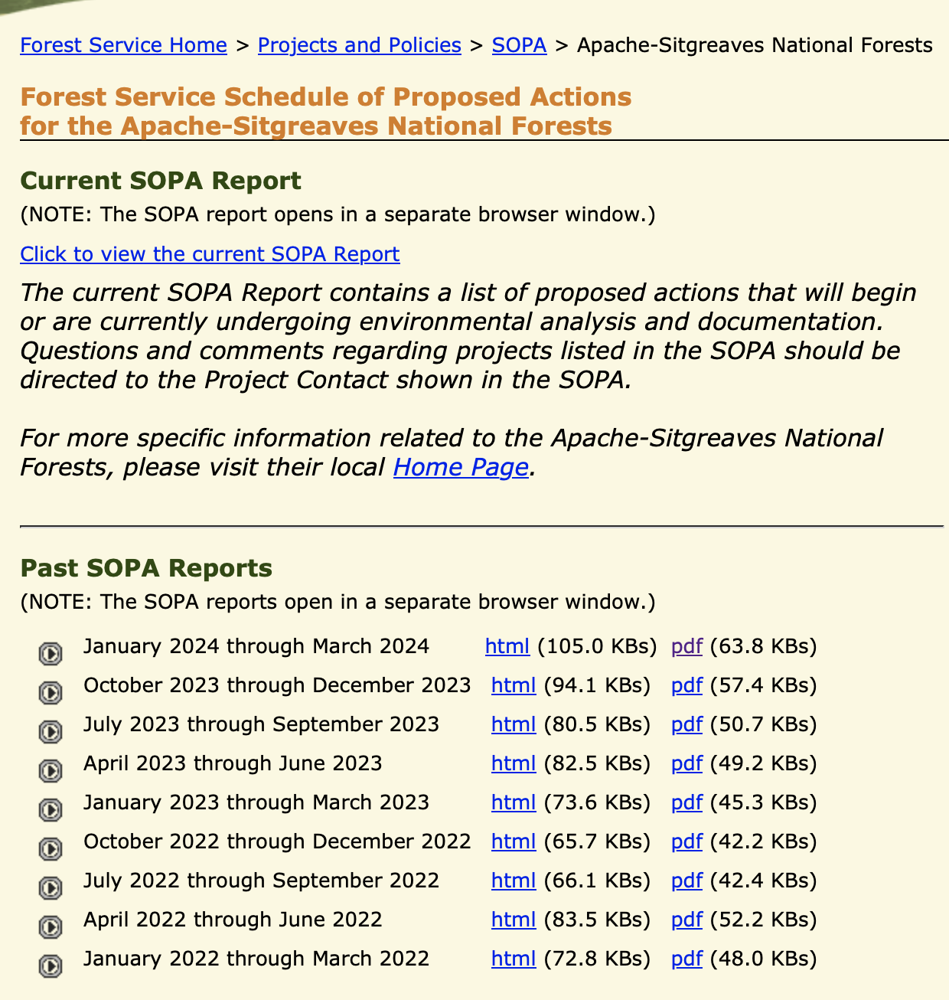 Forest Service Home > Projects and Policies > SOPA > Apache-Sitgreaves National Forests
Forest Service Schedule of Proposed Actions
for the Apache-Sitgreaves National Forests
Current SOPA Report
(NOTE: The SOPA report opens in a separate browser window.)
Click to view the current SOPA Report
The current SOPA Report contains a list of proposed actions that will begin
or are currently undergoing environmental analysis and documentation.
Questions and comments regarding projects listed in the SOPA should be
directed to the Project Contact shown in the SOPA.
For more specific information related to the Apache-Sitgreaves National
Forests, please visit their local Home Page.
Past SOPA Reports
(NOTE: The SOPA reports open in a separate browser window.)
January 2024 through March 2024 html (105.0 KBs) pdf (63.8 KBs)
October 2023 through December 2023 html (94.1 KBs) pdf (57.4 KBs)
July 2023 through September 2023 html (80.5 KBs) pdf (50.7 KBs)
April 2023 through June 2023 html (82.5 KBs) pdf (49.2 KBs)
January 2023 through March 2023 html (73.6 KBs) pdf (45.3 KBs)
October 2022 through December 2022 html (65.7 KBs) pdf (42.2 KBs)
July 2022 through September 2022 html (66.1 KBs) pdf (42.4 KBs)
April 2022 through June 2022 html (83.5 KBs) pdf (52.2 KBs)
January 2022 through March 2022 html (72.8 KBs) pdf (48.0 KBs)